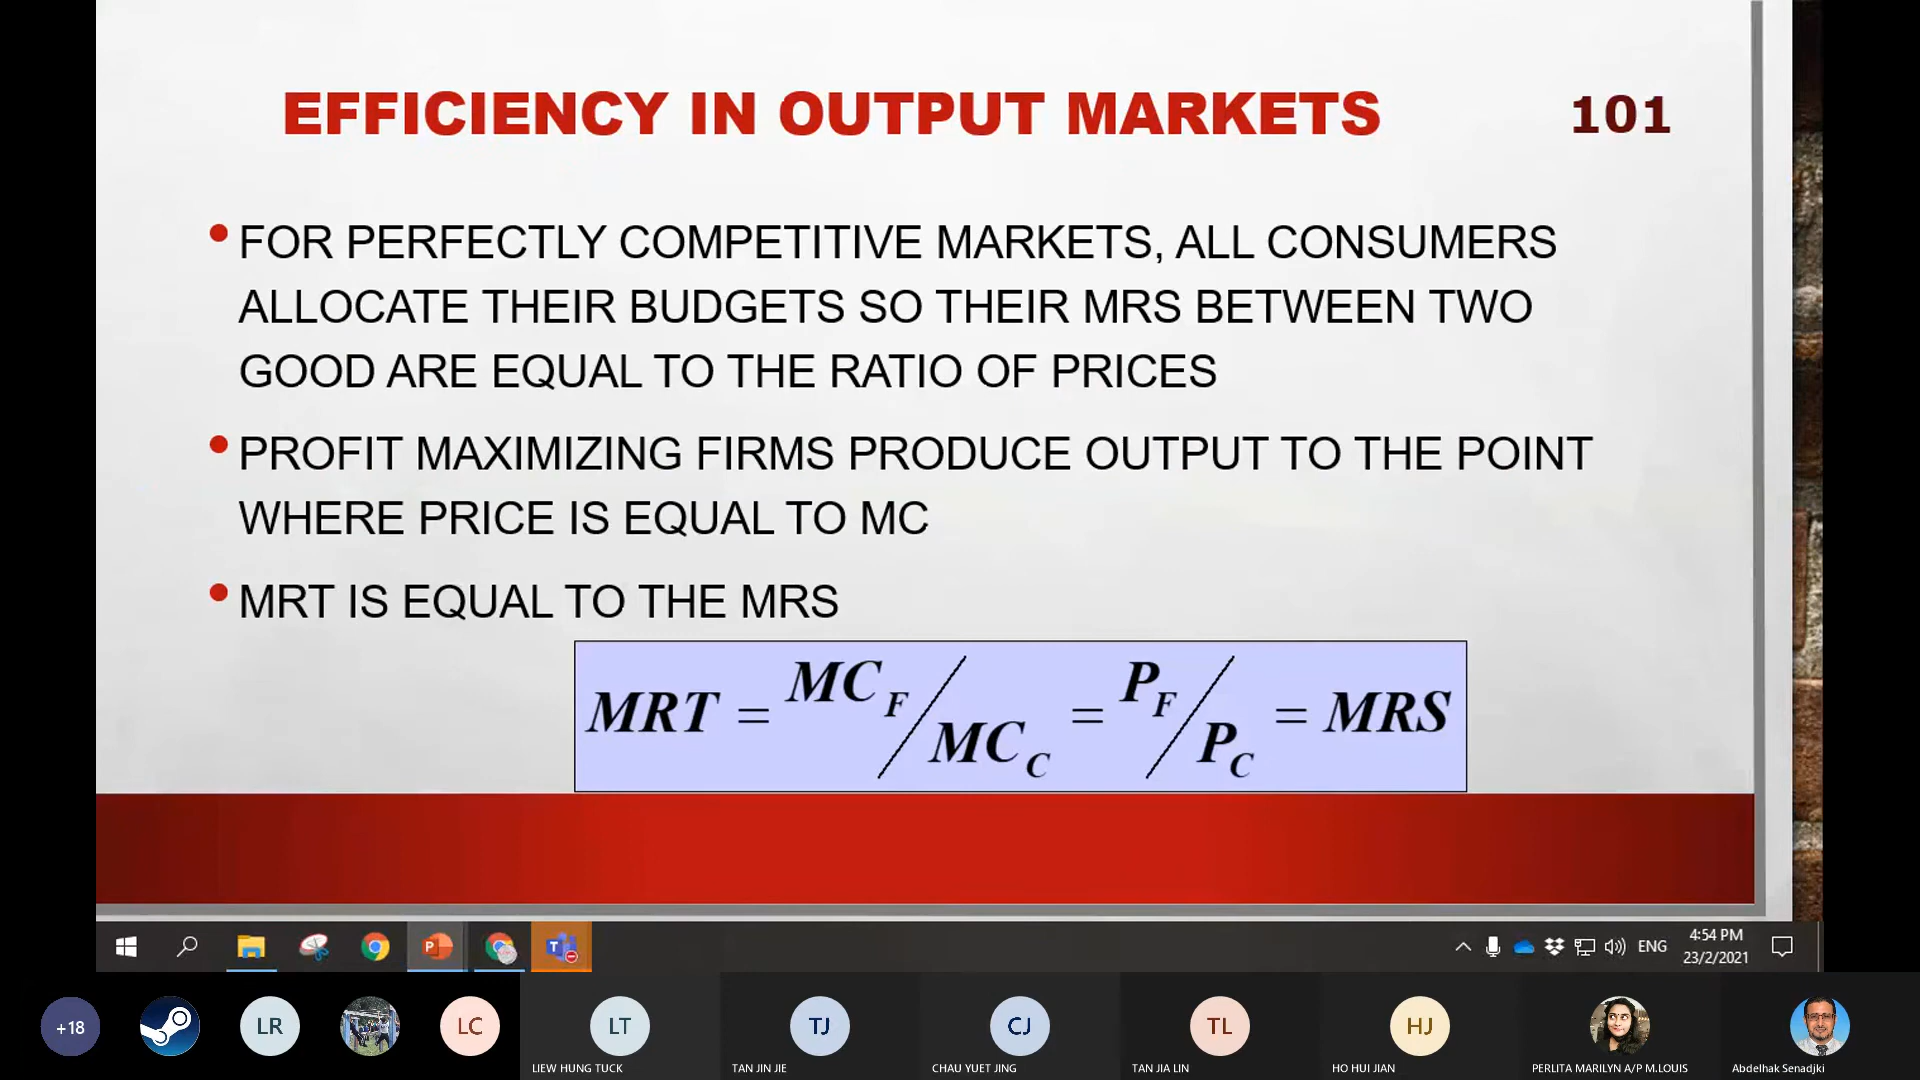 EFFICIENCY IN OUTPUT MARKETS
101
• FOR PERFECTLY COMPETITIVE MARKETS, ALL CONSUMERS
ALLOCATE THEIR BUDGETS SO THEIR MRS BETWEEN TWO
GOOD ARE EQUAL TO THE RATIO OF PRICES
• PROFIT MAXIMIZING FIRMS PRODUCE OUTPUT TO THE POINT
WHERE PRICE IS EQUAL TO MC
• MRT IS EQUAL TO THE MRS
MRT = MC_F / MC_C = P_F / P_C = MRS
P
T
ENG
4:54 PM
23/2/2021
+18
LR
LC
LT
TJ
CJ
TL
HJ
LIEW HUNG TUCK
TAN JIN JIE
CHAU YUET JING
TAN JIA LIN
HO HUI JIAN
PERLITA MARILYN A/P M.LOUIS
Abdelhak Senadjki